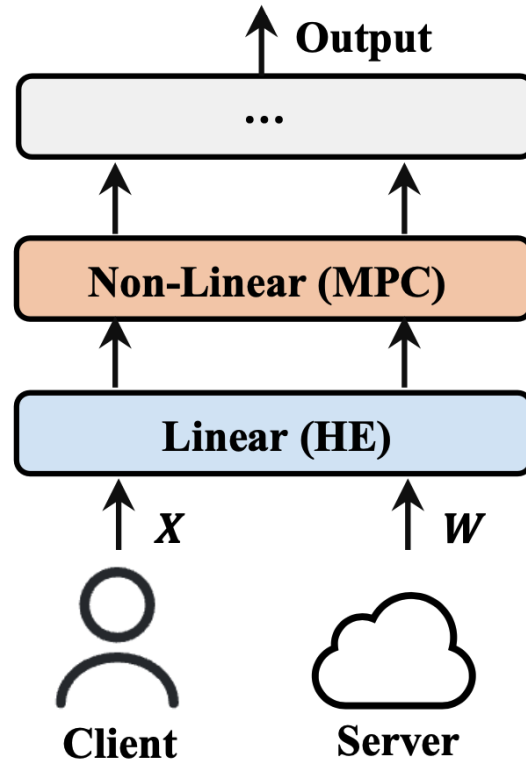 Output
...
Non-Linear (MPC)
Linear (HE)
X W
Client Server